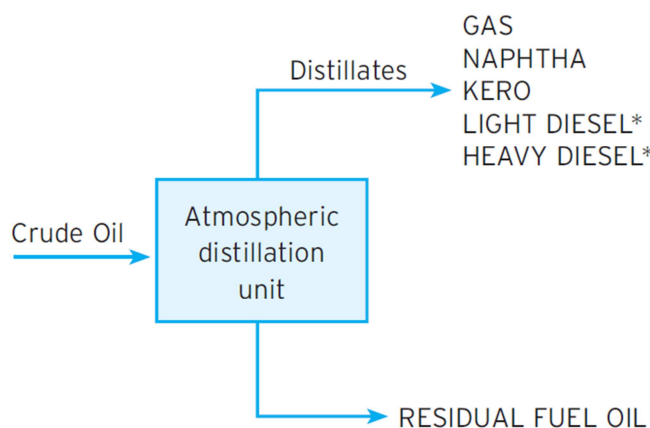 GAS
NAPHTHA
Distillates
KERO
LIGHT DIESEL*
HEAVY DIESEL*
Crude Oil
Atmospheric
distillation
unit
RESIDUAL FUEL OIL